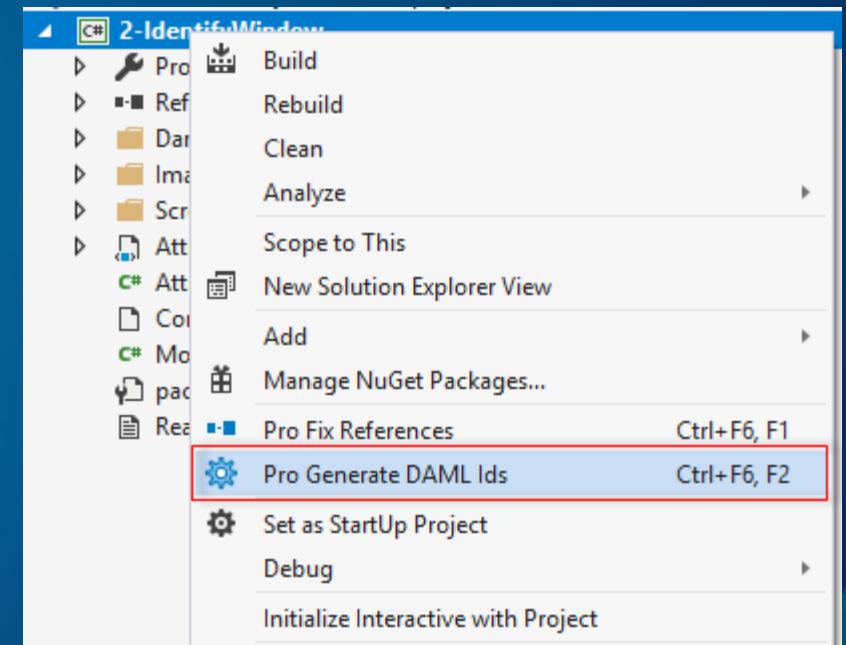 C# 2-IdentifyWindow
Pro
Ref
Dar
Ima
Scr
Att
C# Att
Con
C# Mo
pac
Rea
Build
Rebuild
Clean
Analyze
Scope to This
New Solution Explorer View
Add
Manage NuGet Packages...
Pro Fix References Ctrl+F6, F1
Pro Generate DAML Ids Ctrl+F6, F2
Set as StartUp Project
Debug
Initialize Interactive with Project